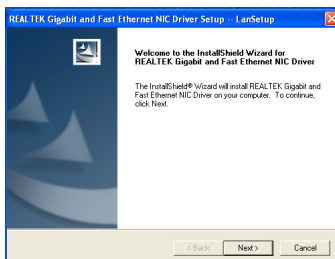 REALTEK Gigabit and Fast Ethernet NIC Driver Setup -- LanSetup
Welcome to the InstallShield Wizard for
REALTEK Gigabit and Fast Ethernet NIC Driver
The InstallShield® Wizard will install REALTEK Gigabit and
Fast Ethernet NIC Driver on your computer. To continue,
click Next.
< Back
Next >
Cancel